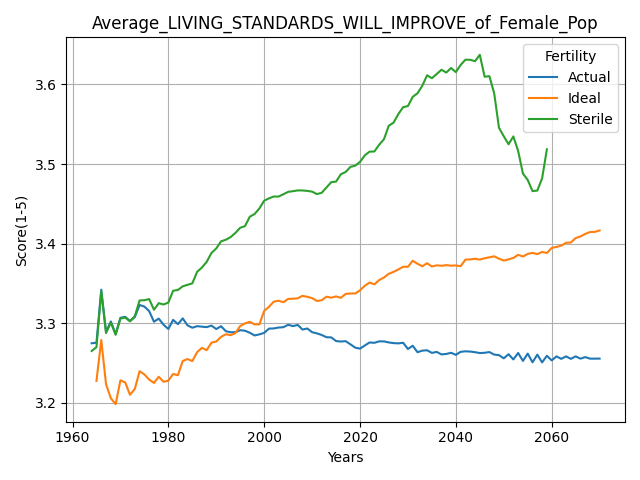 Average_LIVING_STANDARDS_WILL_IMPROVE_of_Female_Pop
Fertility
Actual
Ideal
Sterile
Score(1-5)
3.6
3.5
3.4
3.3
3.2
1960 1980 2000 2020 2040 2060
Years